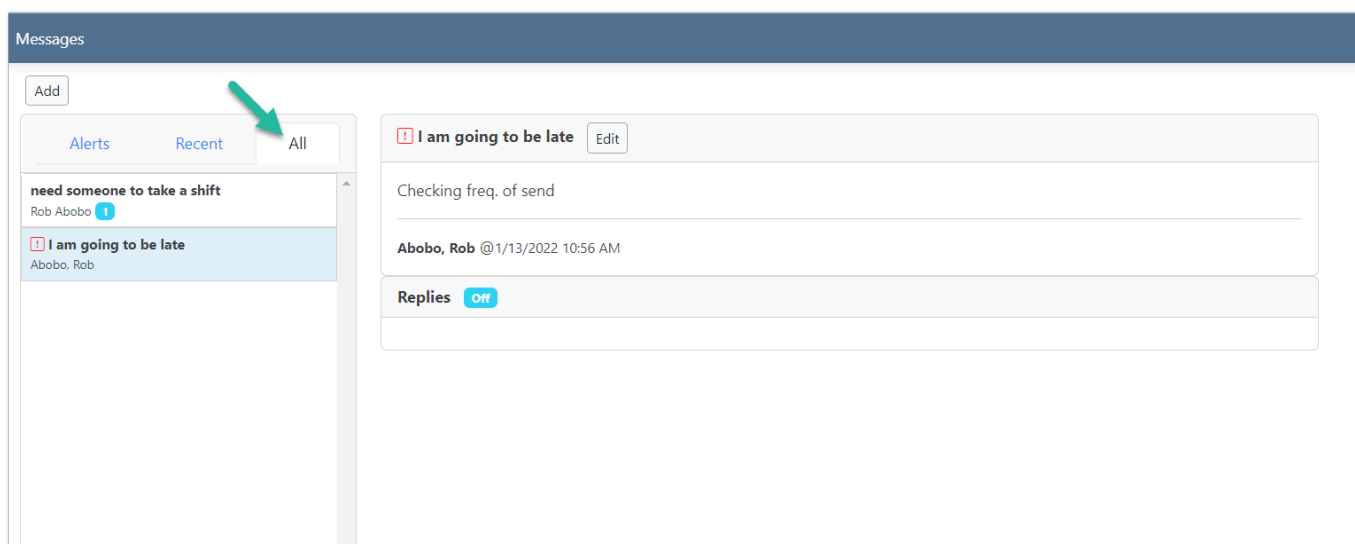 Messages
Add
Alerts Recent All
need someone to take a shift
Rob Abobo 1
! I am going to be late
Abobo, Rob
! I am going to be late Edit
Checking freq. of send
Abobo, Rob @1/13/2022 10:56 AM
Replies Off